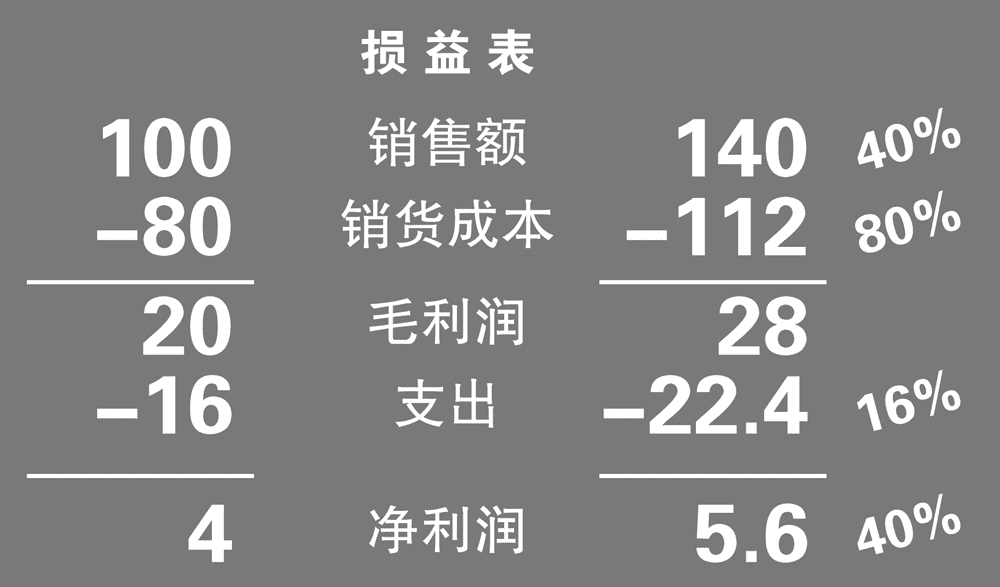 损益表
100 销售额 140 40%
–80 销货成本 –112 80%
20 毛利润 28
–16 支出 –22.4 16%
4 净利润 5.6 40%